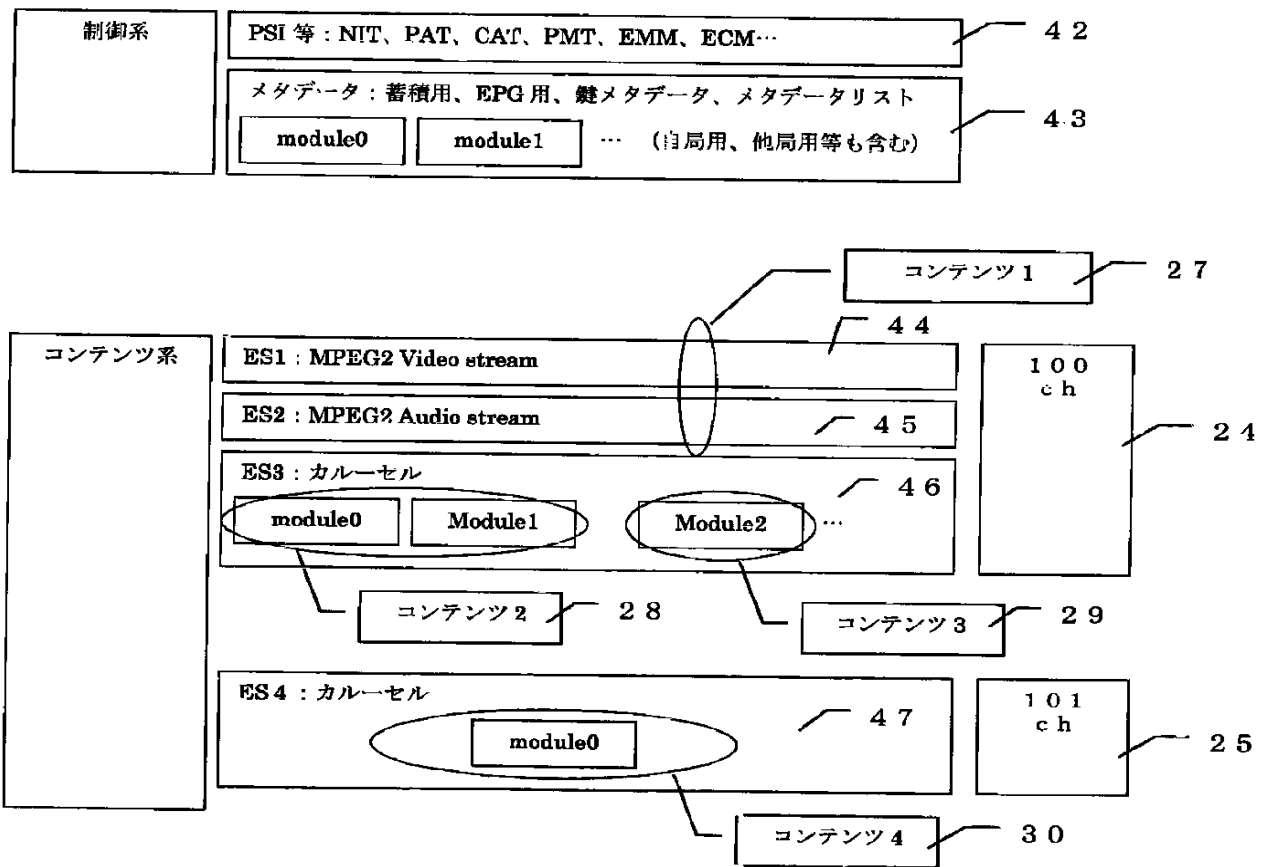 制御系
PSI 等：NIT、PAT、CAT、PMT、EMM、ECM…
42
メタデータ：蓄積用、EPG 用、鍵メタデータ、メタデータリスト
43
module0
module1
… (自局用、他局用等も含む)
コンテンツ1
27
コンテンツ系
ES1：MPEG2 Video stream
44
100
ch
ES2：MPEG2 Audio stream
45
24
ES3：カルーセル
46
module0
Module1
Module2
…
コンテンツ2
28
コンテンツ3
29
ES4：カルーセル
47
101
ch
module0
25
コンテンツ4
30